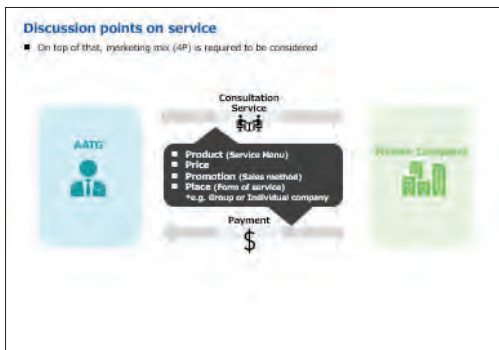 Discussion points on service
■ On top of that, marketing mix (4P) is required to be considered
Consultation
Service
AATG
Private Company
■ Product (Service Menu)
■ Price
■ Promotion (Sales method)
■ Place (Form of service)
*e.g. Group or Individual company
Payment
$